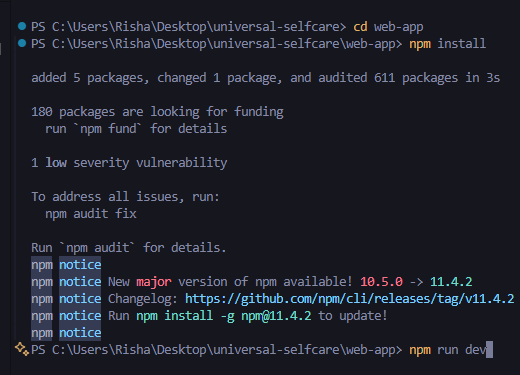 PS C:\Users\Risha\Desktop\universal-selfcare> cd web-app
PS C:\Users\Risha\Desktop\universal-selfcare\web-app> npm install
added 5 packages, changed 1 package, and audited 611 packages in 3s
180 packages are looking for funding
  run `npm fund` for details
1 low severity vulnerability
To address all issues, run:
  npm audit fix
Run `npm audit` for details.
npm notice
npm notice New major version of npm available! 10.5.0 -> 11.4.2
npm notice Changelog: https://github.com/npm/cli/releases/tag/v11.4.2
npm notice Run npm install -g npm@11.4.2 to update!
npm notice
PS C:\Users\Risha\Desktop\universal-selfcare\web-app> npm run dev